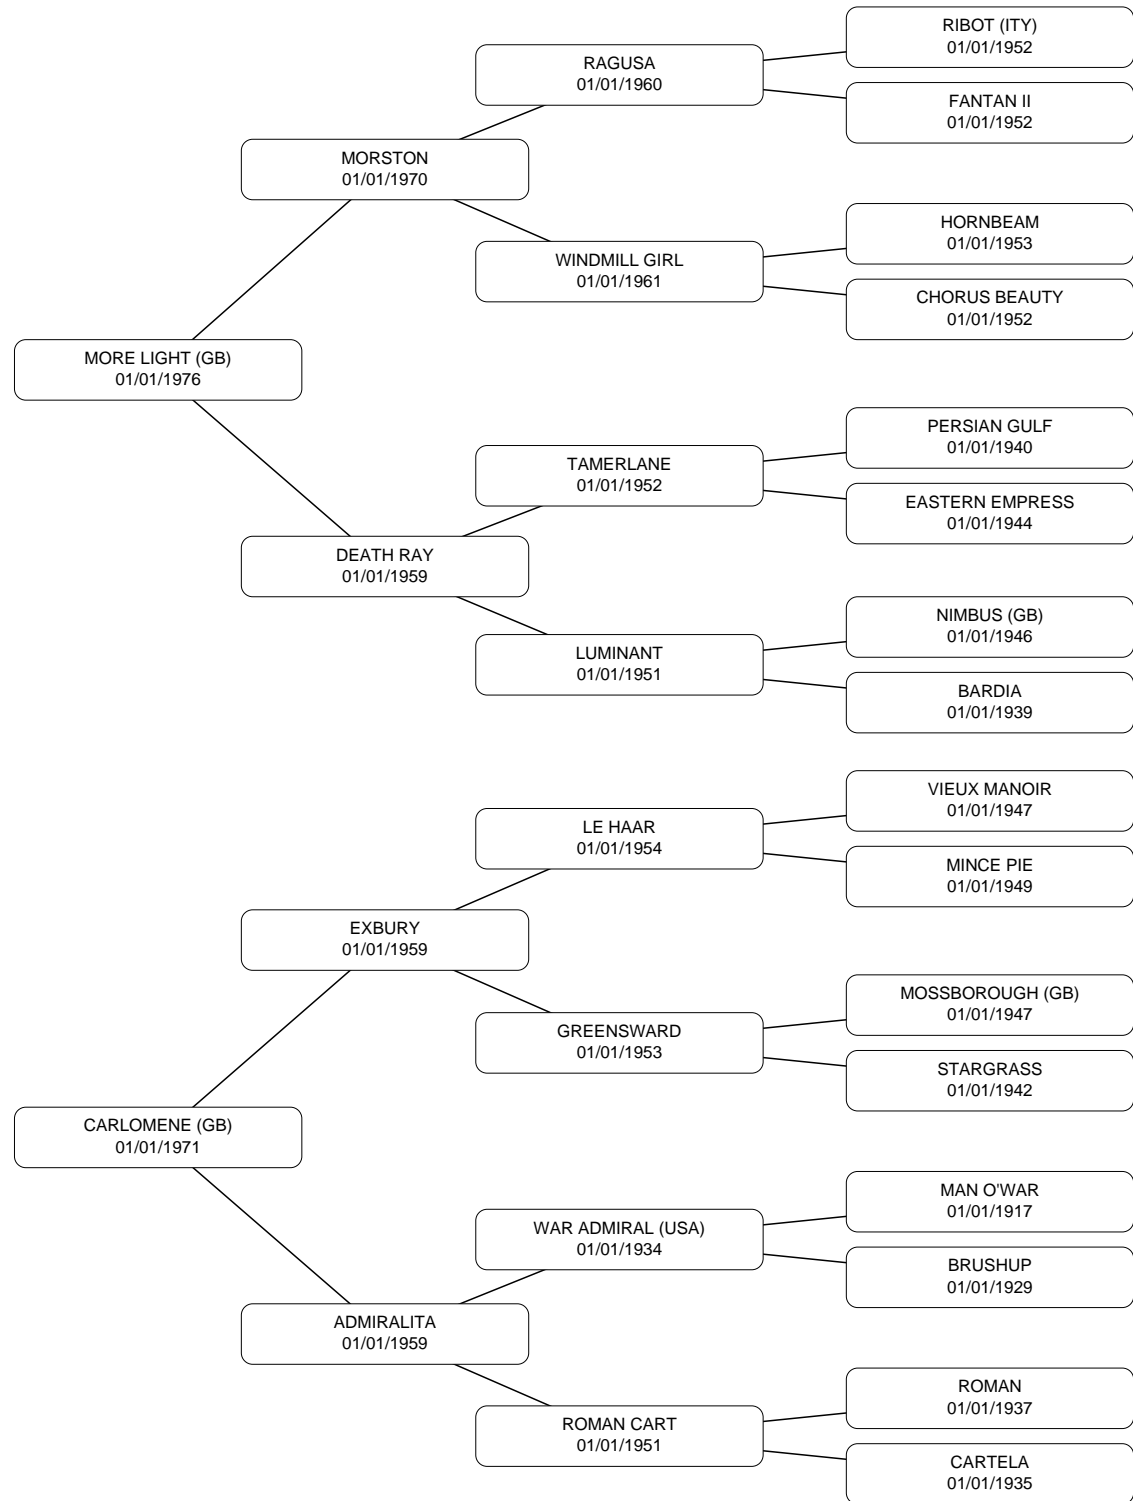 RIBOT (ITY)
01/01/1952
RAGUSA
01/01/1960
FANTAN II
01/01/1952
MORSTON
01/01/1970
HORNBEAM
01/01/1953
WINDMILL GIRL
01/01/1961
CHORUS BEAUTY
01/01/1952
MORE LIGHT (GB)
01/01/1976
PERSIAN GULF
01/01/1940
TAMERLANE
01/01/1952
EASTERN EMPRESS
01/01/1944
DEATH RAY
01/01/1959
NIMBUS (GB)
01/01/1946
LUMINANT
01/01/1951
BARDIA
01/01/1939
VIEUX MANOIR
01/01/1947
LE HAAR
01/01/1954
MINCE PIE
01/01/1949
EXBURY
01/01/1959
MOSSBOROUGH (GB)
01/01/1947
GREENSWARD
01/01/1953
STARGRASS
01/01/1942
CARLOMENE (GB)
01/01/1971
MAN O'WAR
01/01/1917
WAR ADMIRAL (USA)
01/01/1934
BRUSHUP
01/01/1929
ADMIRALITA
01/01/1959
ROMAN
01/01/1937
ROMAN CART
01/01/1951
CARTELA
01/01/1935